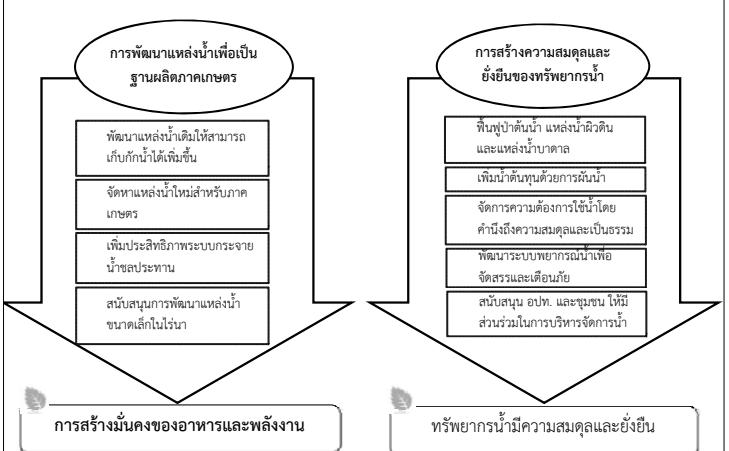 การพัฒนาแหล่งน้ำเพื่อเป็น
ฐานผลิตภาคเกษตร
พัฒนาแหล่งน้ำเดิมให้สามารถ
เก็บกักน้ำได้เพิ่มขึ้น
จัดหาแหล่งน้ำใหม่สำหรับภาค
เกษตร
เพิ่มประสิทธิภาพระบบกระจาย
น้ำชลประทาน
สนับสนุนการพัฒนาแหล่งน้ำ
ขนาดเล็กในไร่นา
การสร้างมั่นคงของอาหารและพลังงาน
การสร้างความสมดุลและ
ยั่งยืนของทรัพยากรน้ำ
ฟื้นฟูป่าต้นน้ำ แหล่งน้ำผิวดิน
และแหล่งน้ำบาดาล
เพิ่มน้ำต้นทุนด้วยการผันน้ำ
จัดการความต้องการใช้น้ำโดย
คำนึงถึงความสมดุลและเป็นธรรม
พัฒนาระบบพยากรณ์น้ำเพื่อ
จัดสรรและเตือนภัย
สนับสนุน อปท. และชุมชน ให้มี
ส่วนร่วมในการบริหารจัดการน้ำ
ทรัพยากรน้ำมีความสมดุลและยั่งยืน